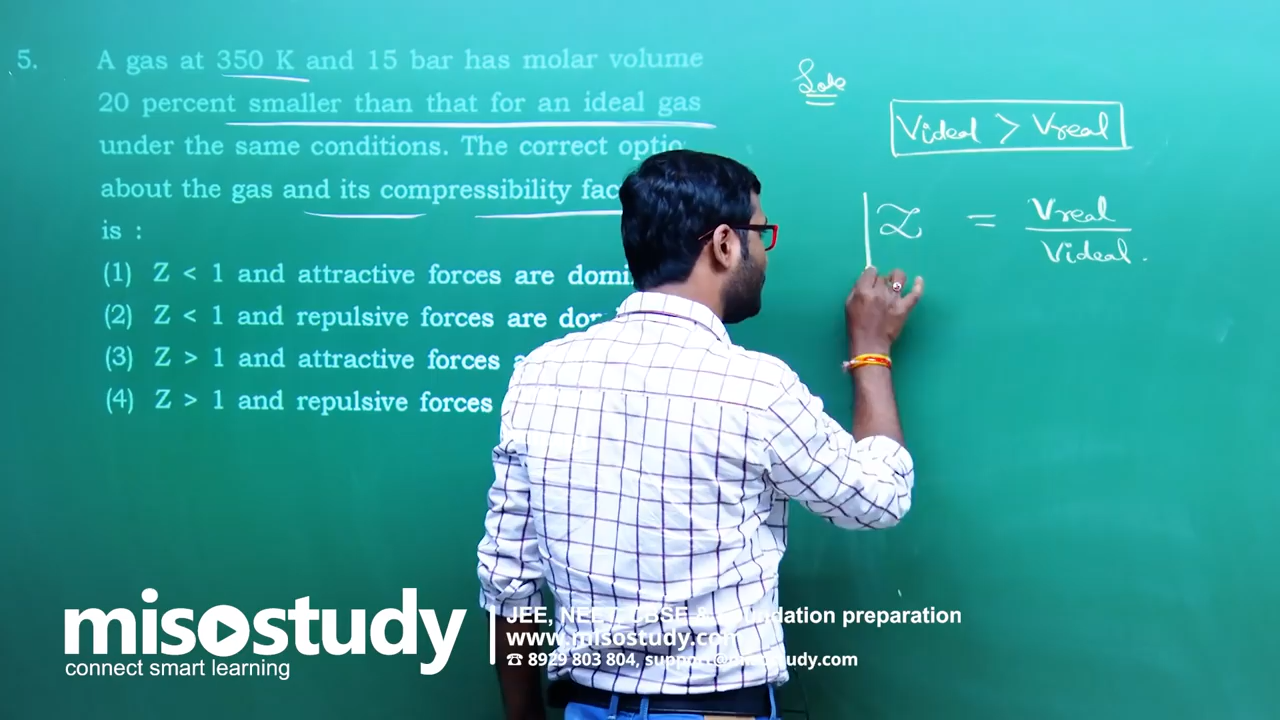 5. A gas at 350 K and 15 bar has molar volume
20 percent smaller than that for an ideal gas
under the same conditions. The correct optio
about the gas and its compressibility fac
is :
(1) Z < 1 and attractive forces are domi
(2) Z < 1 and repulsive forces are do
(3) Z > 1 and attractive forces
(4) Z > 1 and repulsive forces
Soln
Videal > Vreal
Z = Vreal
Videal.
misostudy
connect smart learning
JEE, NEET, CBSE & Foundation preparation
www.misostudy.com
☎ 8929 803 804, support@misostudy.com